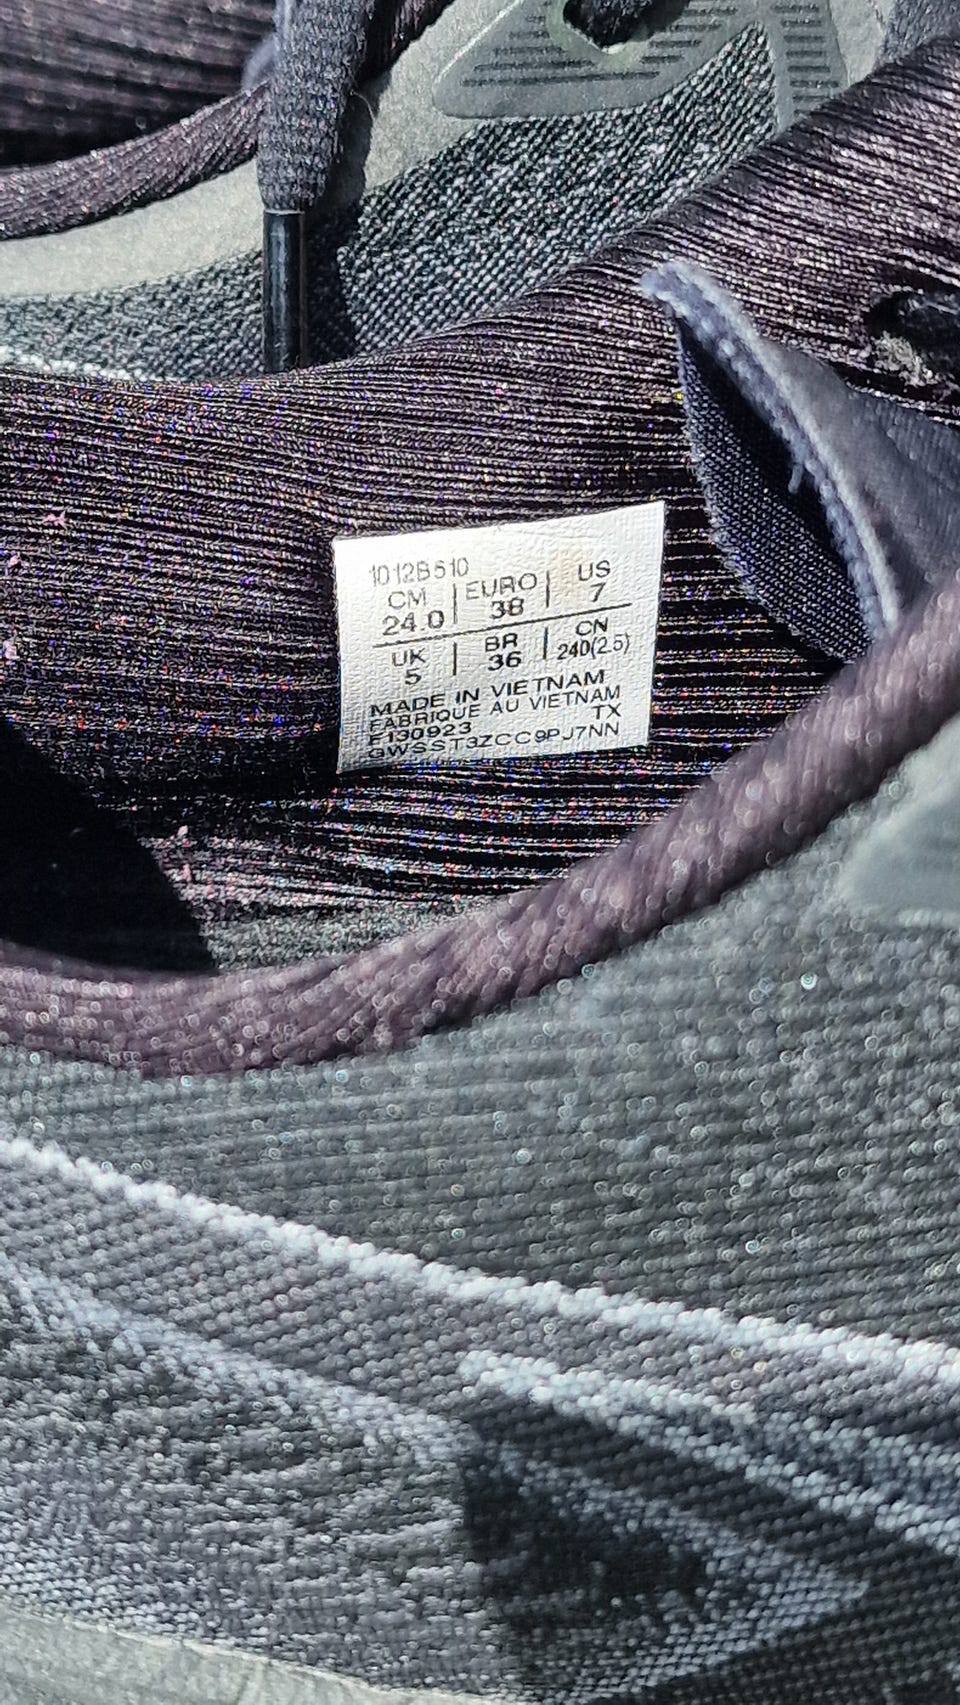 1012B510
CM EURO US
24.0 38 7
UK BR CN
5 36 240(2.5)
MADE IN VIETNAM
FABRIQUE AU VIETNAM
F130923 TX
GWSST3ZCC9PJ7NN